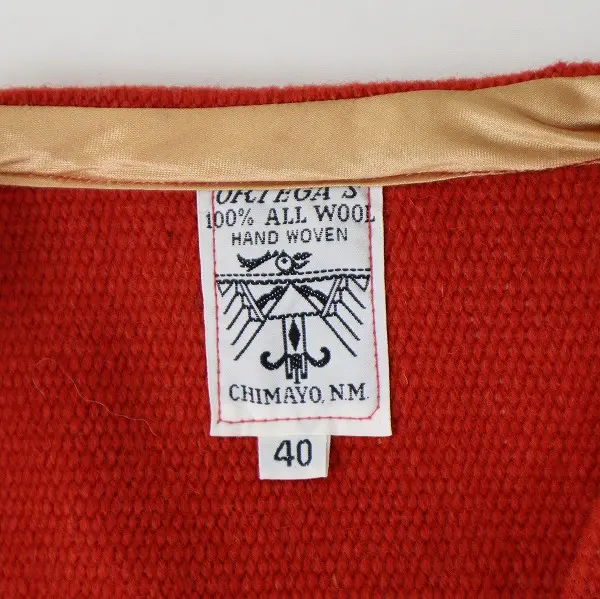 ORTEGA'S
100% ALL WOOL
HAND WOVEN
CHIMAYO, N.M.
40